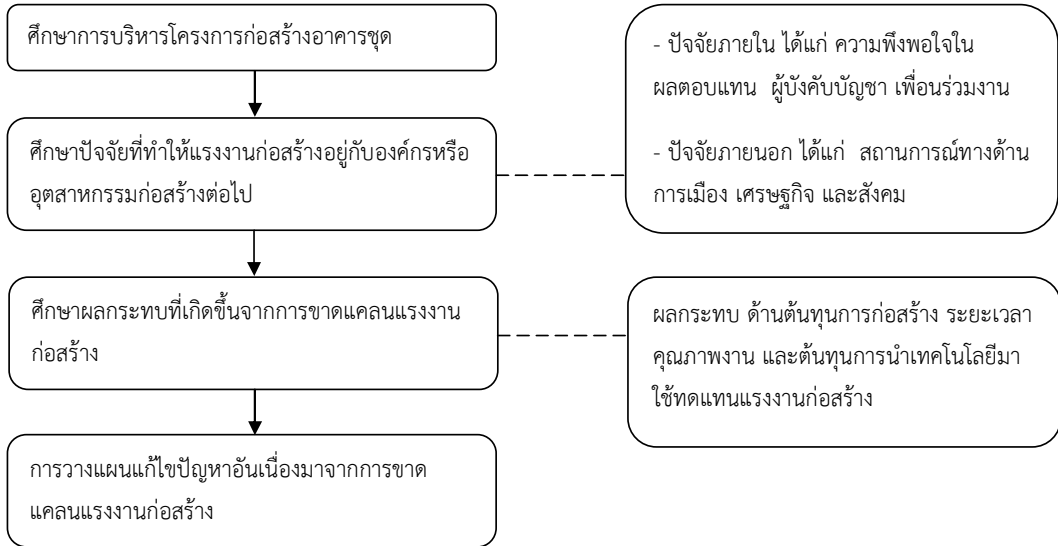 ศึกษาการบริหารโครงการก่อสร้างอาคารชุด
ศึกษาปัจจัยที่ทำให้แรงงานก่อสร้างอยู่กับองค์กรหรือ
อุตสาหกรรมก่อสร้างต่อไป
- ปัจจัยภายใน ได้แก่ ความพึงพอใจใน
ผลตอบแทน ผู้บังคับบัญชา เพื่อนร่วมงาน
- ปัจจัยภายนอก ได้แก่ สถานการณ์ทางด้าน
การเมือง เศรษฐกิจ และสังคม
ศึกษาผลกระทบที่เกิดขึ้นจากการขาดแคลนแรงงาน
ก่อสร้าง
ผลกระทบ ด้านต้นทุนการก่อสร้าง ระยะเวลา
คุณภาพงาน และต้นทุนการนำเทคโนโลยีมา
ใช้ทดแทนแรงงานก่อสร้าง
การวางแผนแก้ไขปัญหาอันเนื่องมาจากการขาด
แคลนแรงงานก่อสร้าง